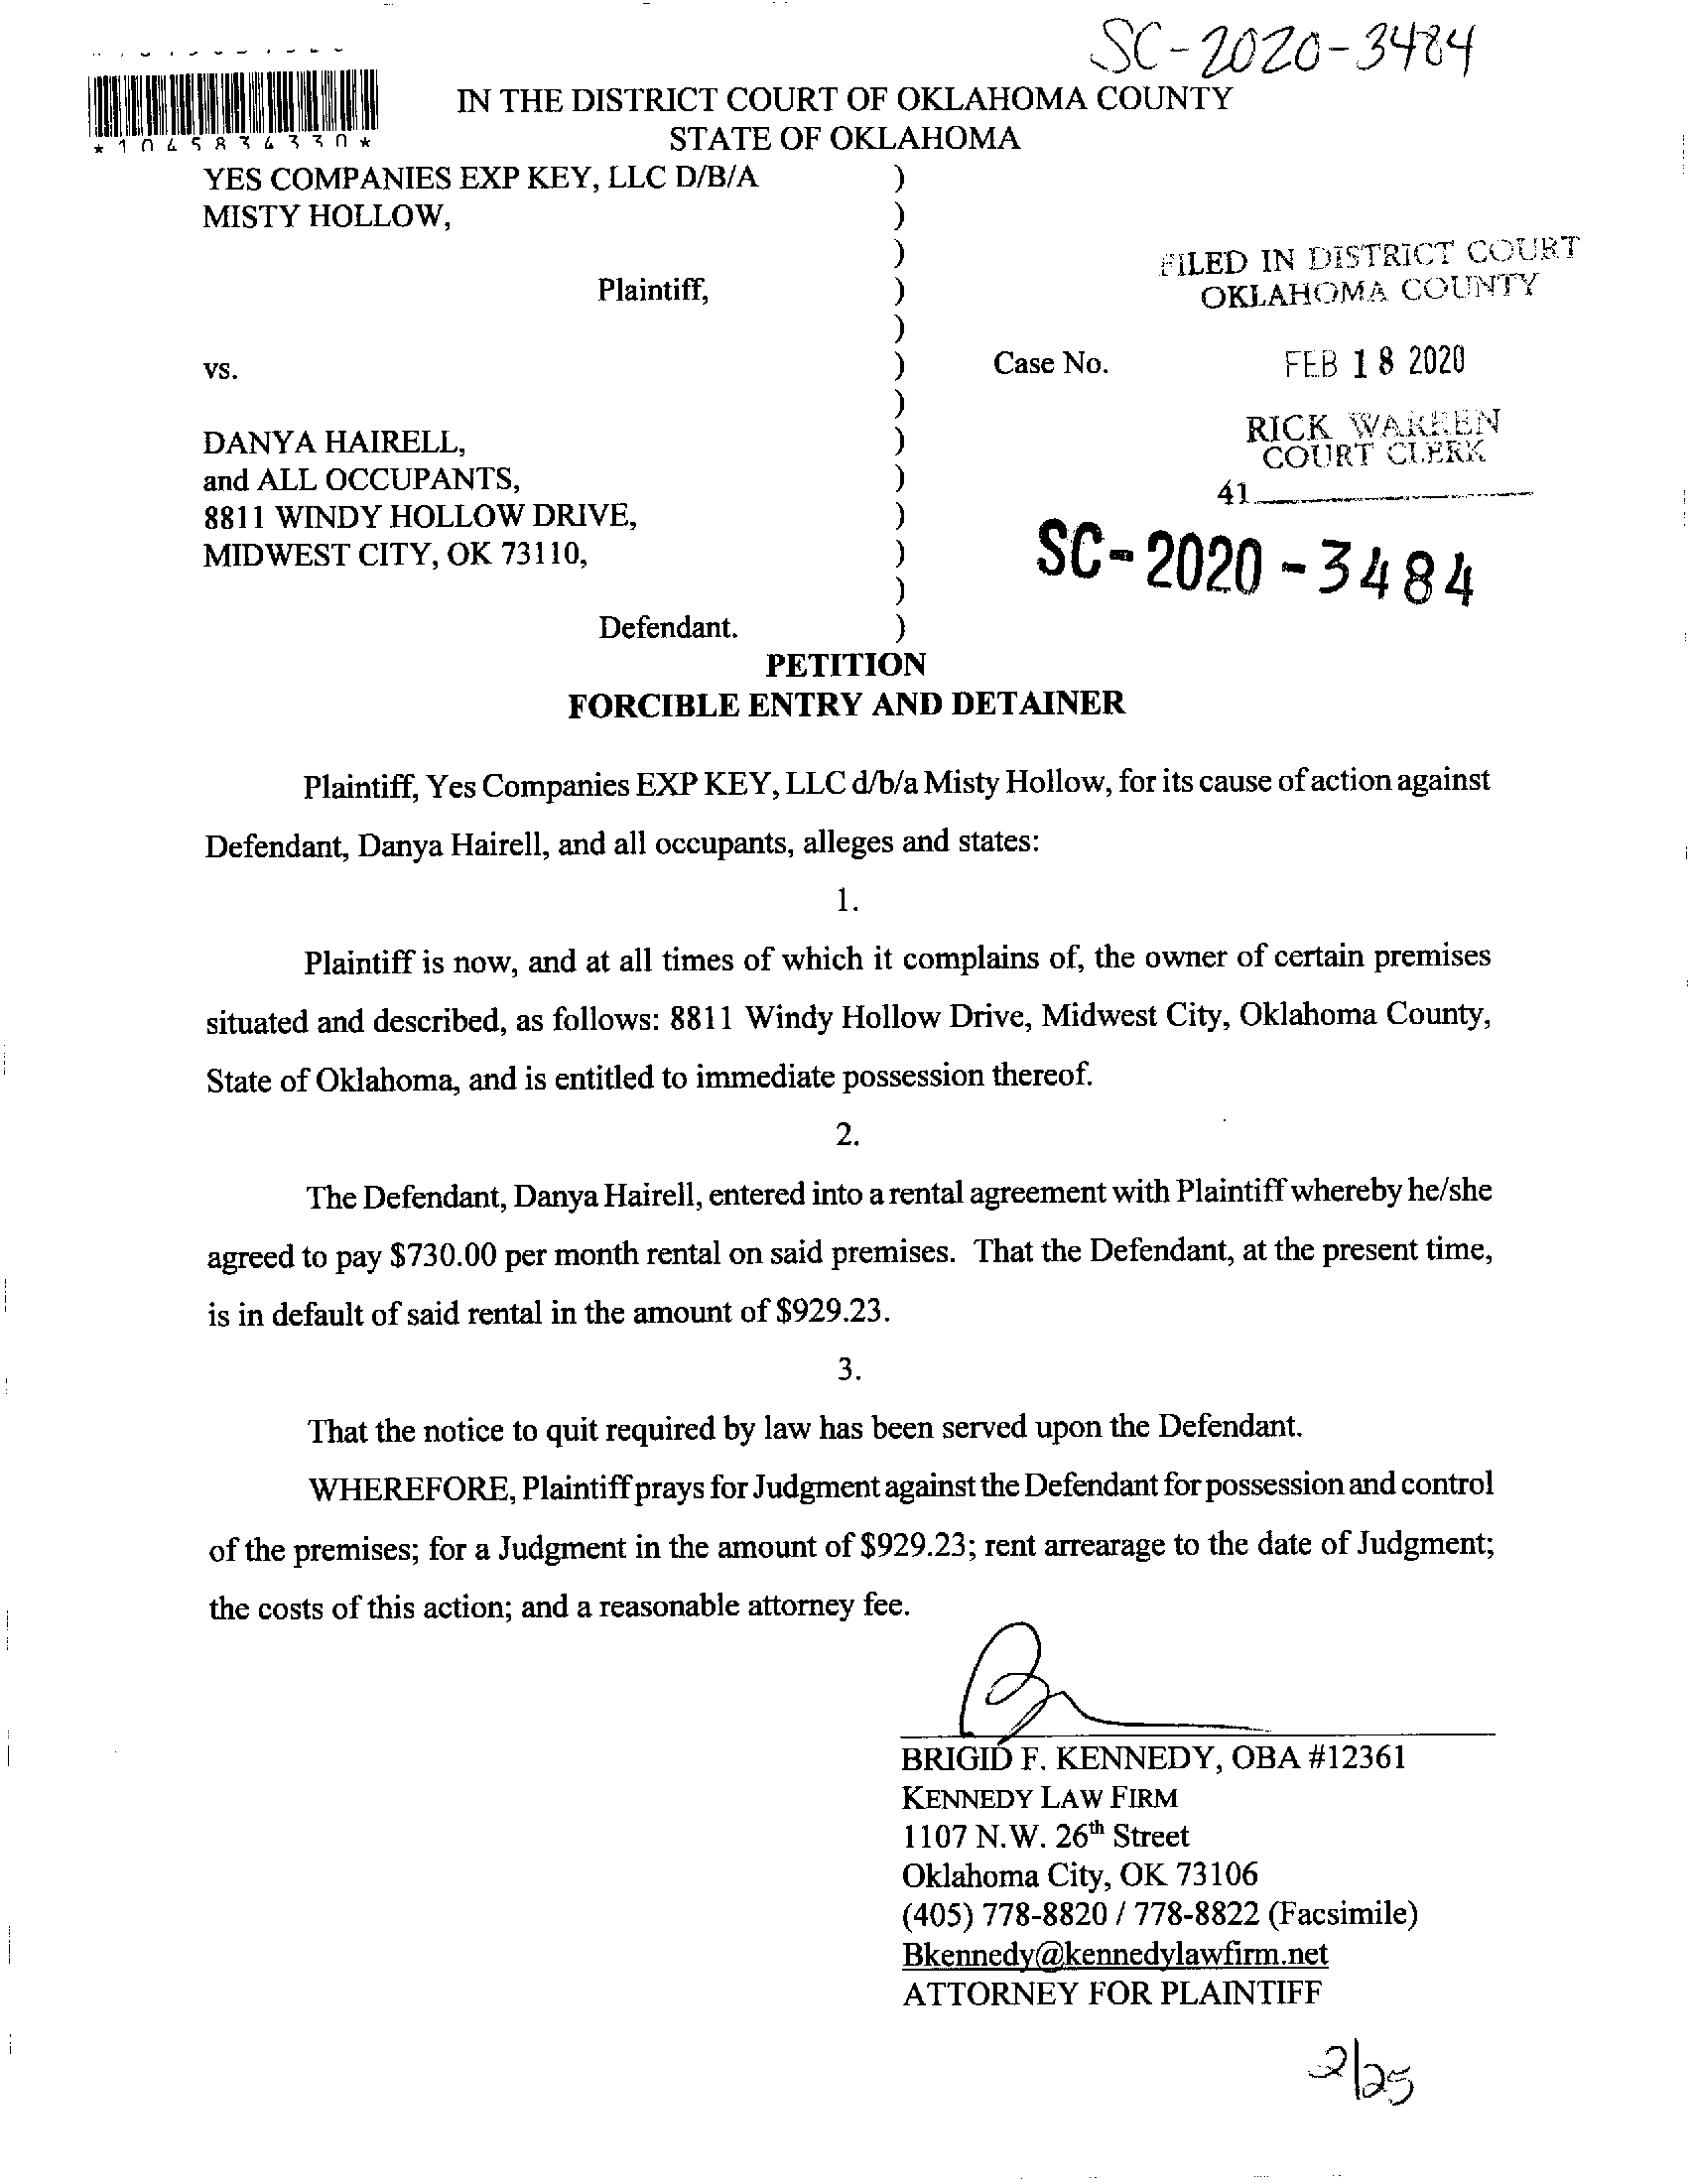 SC-2020-3484
*1045834330*
IN THE DISTRICT COURT OF OKLAHOMA COUNTY
STATE OF OKLAHOMA
YES COMPANIES EXP KEY, LLC D/B/A )
MISTY HOLLOW, )
)
Plaintiff, )
)
vs. )
)
DANYA HAIRELL, )
and ALL OCCUPANTS, )
8811 WINDY HOLLOW DRIVE, )
MIDWEST CITY, OK 73110, )
)
Defendant. )
FILED IN DISTRICT COURT
OKLAHOMA COUNTY
Case No. FEB 18 2020
RICK WARREN
COURT CLERK
41
SC-2020-3484
PETITION
FORCIBLE ENTRY AND DETAINER
Plaintiff, Yes Companies EXP KEY, LLC d/b/a Misty Hollow, for its cause of action against
Defendant, Danya Hairell, and all occupants, alleges and states:
1.
Plaintiff is now, and at all times of which it complains of, the owner of certain premises
situated and described, as follows: 8811 Windy Hollow Drive, Midwest City, Oklahoma County,
State of Oklahoma, and is entitled to immediate possession thereof.
2.
The Defendant, Danya Hairell, entered into a rental agreement with Plaintiff whereby he/she
agreed to pay $730.00 per month rental on said premises. That the Defendant, at the present time,
is in default of said rental in the amount of $929.23.
3.
That the notice to quit required by law has been served upon the Defendant.
WHEREFORE, Plaintiff prays for Judgment against the Defendant for possession and control
of the premises; for a Judgment in the amount of $929.23; rent arrearage to the date of Judgment;
the costs of this action; and a reasonable attorney fee.
BRIGID F. KENNEDY, OBA #12361
KENNEDY LAW FIRM
1107 N.W. 26th Street
Oklahoma City, OK 73106
(405) 778-8820 / 778-8822 (Facsimile)
Bkennedy@kennedylawfirm.net
ATTORNEY FOR PLAINTIFF
2/25